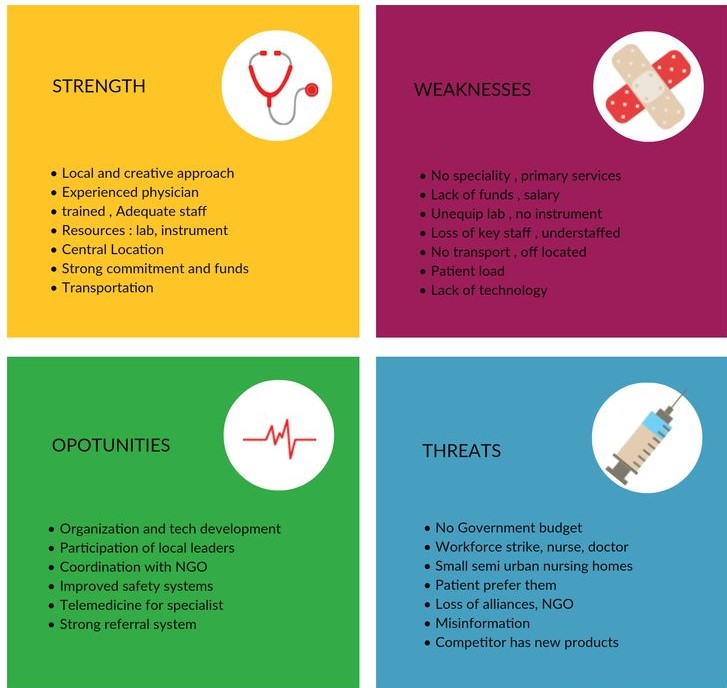 STRENGTH
• Local and creative approach
• Experienced physician
• trained , Adequate staff
• Resources : lab, instrument
• Central Location
• Strong commitment and funds
• Transportation
WEAKNESSES
• No speciality , primary services
• Lack of funds , salary
• Unequip lab , no instrument
• Loss of key staff , understaffed
• No transport , off located
• Patient load
• Lack of technology
OPOTUNITIES
• Organization and tech development
• Participation of local leaders
• Coordination with NGO
• Improved safety systems
• Telemedicine for specialist
• Strong referral system
THREATS
• No Government budget
• Workforce strike, nurse, doctor
• Small semi urban nursing homes
• Patient prefer them
• Loss of alliances, NGO
• Misinformation
• Competitor has new products